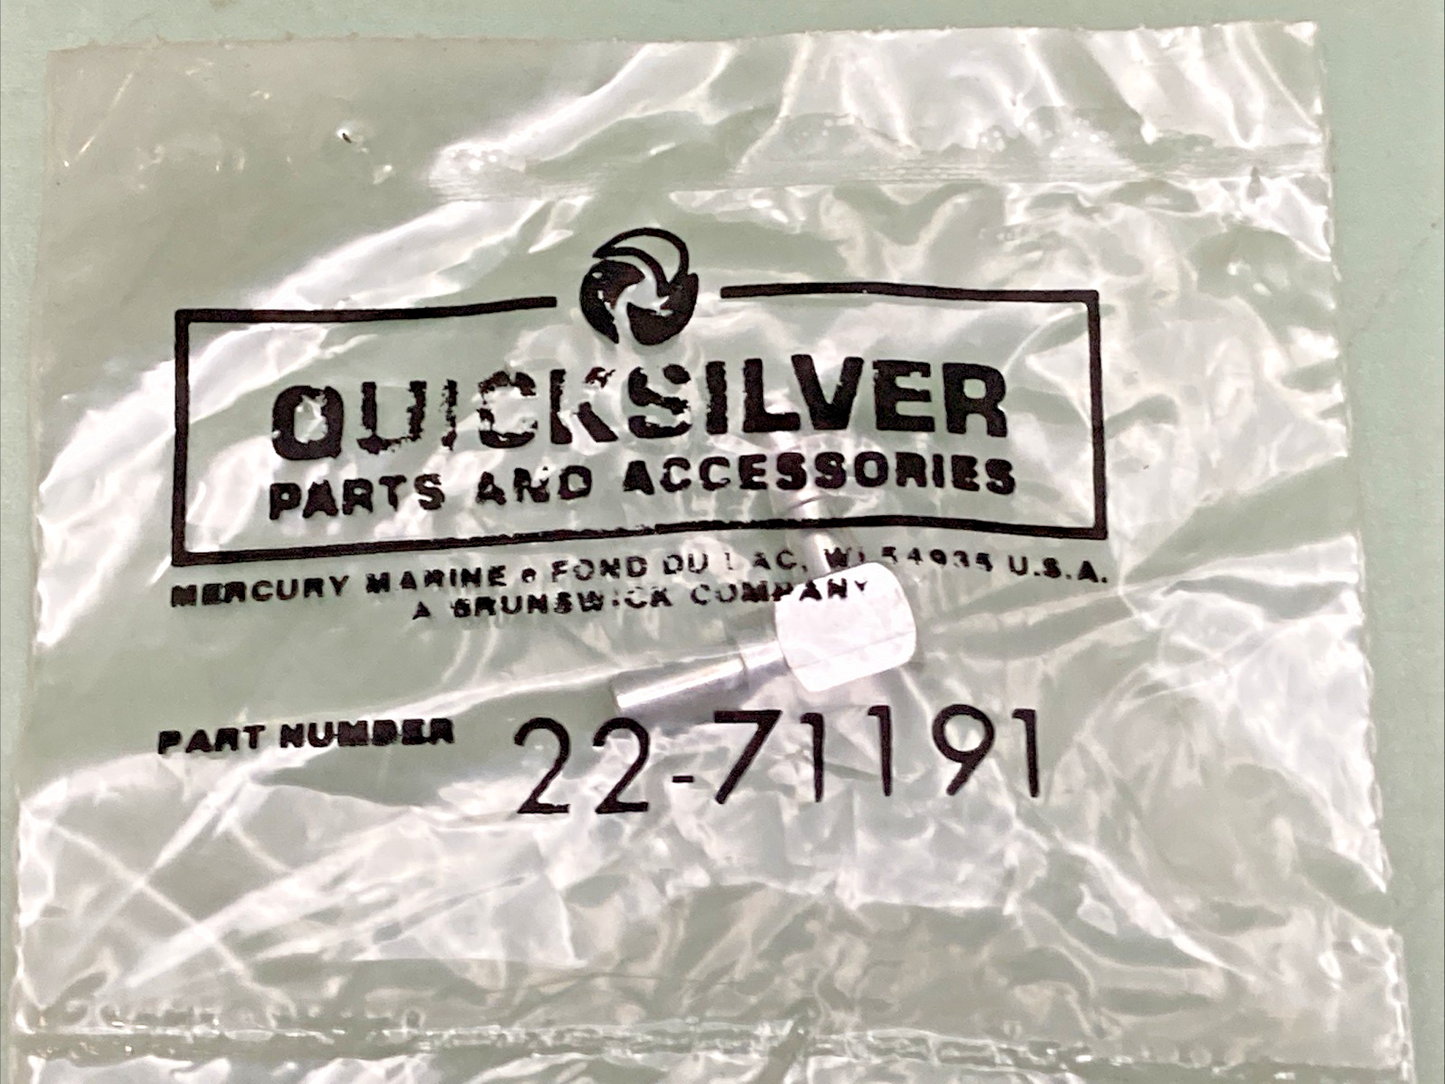 QUICKSILVER
PARTS AND ACCESSORIES
MERCURY MARINE • FOND DU LAC, WI 54935 U.S.A.
A BRUNSWICK COMPANY
PART NUMBER 22-71191